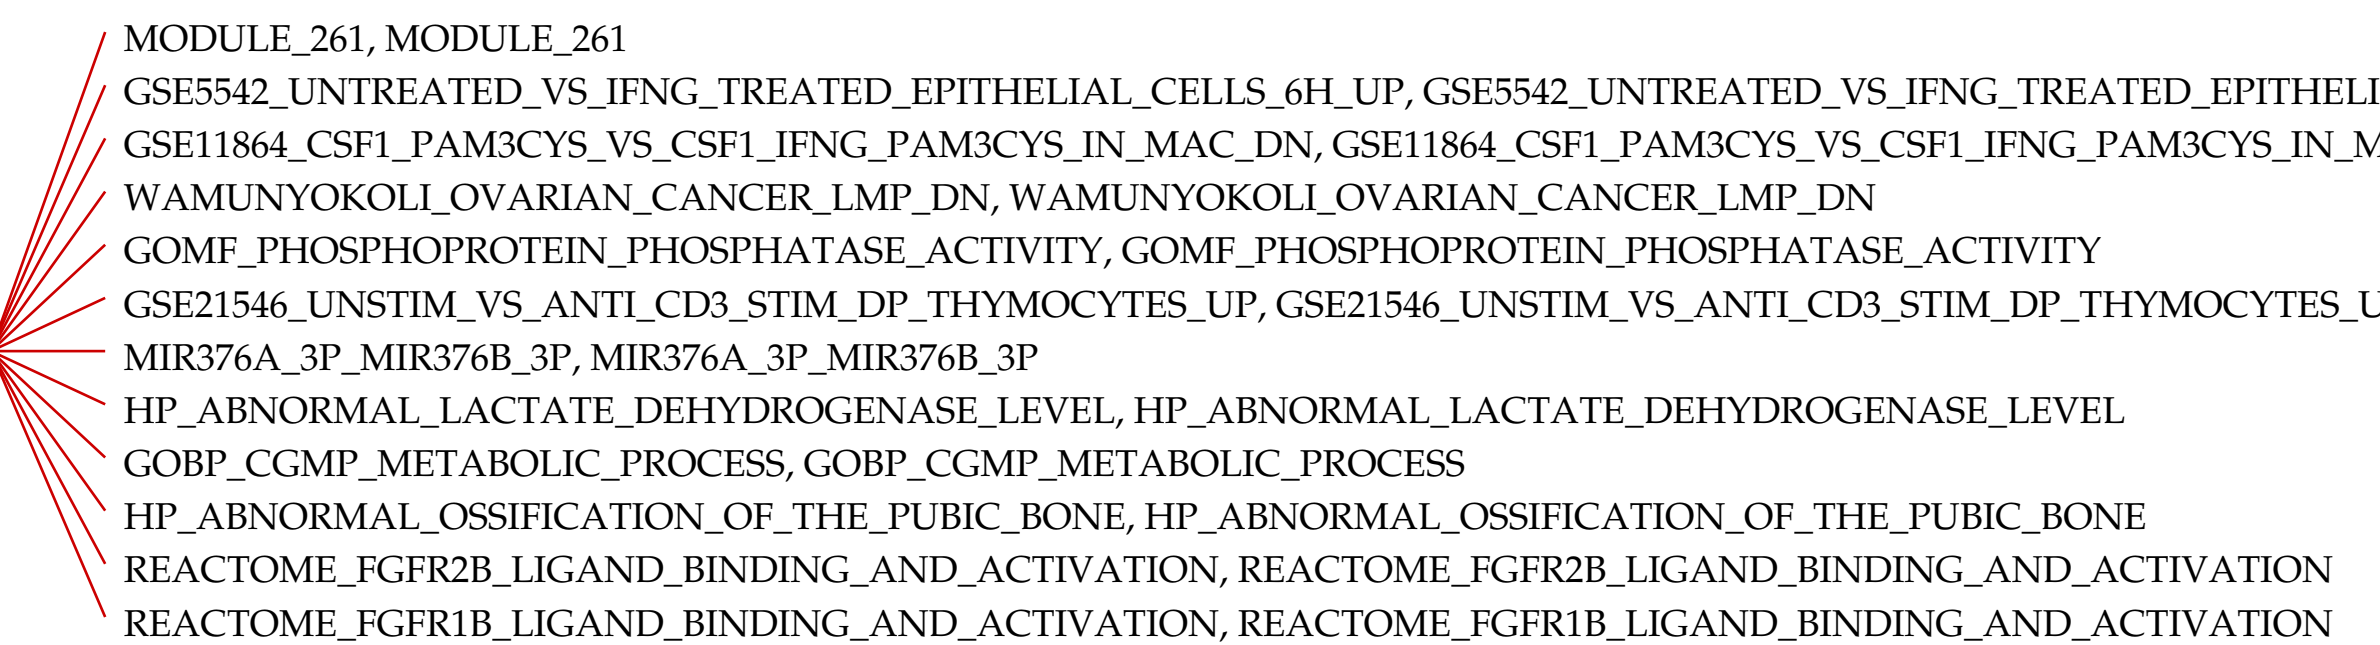 MODULE_261, MODULE_261
GSE5542_UNTREATED_VS_IFNG_TREATED_EPITHELIAL_CELLS_6H_UP, GSE5542_UNTREATED_VS_IFNG_TREATED_EPITHELI
GSE11864_CSF1_PAM3CYS_VS_CSF1_IFNG_PAM3CYS_IN_MAC_DN, GSE11864_CSF1_PAM3CYS_VS_CSF1_IFNG_PAM3CYS_IN_M
WAMUNYOKOLI_OVARIAN_CANCER_LMP_DN, WAMUNYOKOLI_OVARIAN_CANCER_LMP_DN
GOMF_PHOSPHOPROTEIN_PHOSPHATASE_ACTIVITY, GOMF_PHOSPHOPROTEIN_PHOSPHATASE_ACTIVITY
GSE21546_UNSTIM_VS_ANTI_CD3_STIM_DP_THYMOCYTES_UP, GSE21546_UNSTIM_VS_ANTI_CD3_STIM_DP_THYMOCYTES_U
MIR376A_3P_MIR376B_3P, MIR376A_3P_MIR376B_3P
HP_ABNORMAL_LACTATE_DEHYDROGENASE_LEVEL, HP_ABNORMAL_LACTATE_DEHYDROGENASE_LEVEL
GOBP_CGMP_METABOLIC_PROCESS, GOBP_CGMP_METABOLIC_PROCESS
HP_ABNORMAL_OSSIFICATION_OF_THE_PUBIC_BONE, HP_ABNORMAL_OSSIFICATION_OF_THE_PUBIC_BONE
REACTOME_FGFR2B_LIGAND_BINDING_AND_ACTIVATION, REACTOME_FGFR2B_LIGAND_BINDING_AND_ACTIVATION
REACTOME_FGFR1B_LIGAND_BINDING_AND_ACTIVATION, REACTOME_FGFR1B_LIGAND_BINDING_AND_ACTIVATION